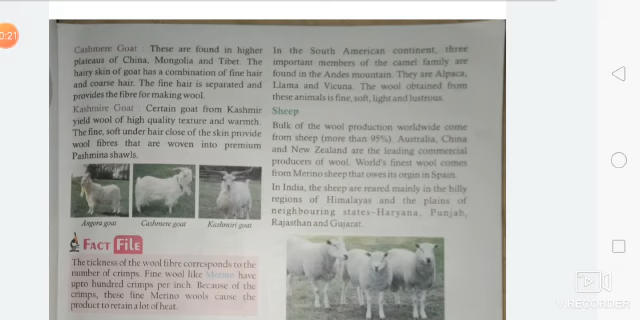 0:21
Cashmere Goat : These are found in higher
plateaus of China, Mongolia and Tibet. The
hairy skin of goat has a combination of fine hair
and coarse hair. The fine hair is separated and
provides the fibre for making wool.
Kashmire Goat : Certain goat from Kashmir
yield wool of high quality texture and warmth.
The fine, soft under hair close of the skin provide
wool fibres that are woven into premium
Pashmina shawls.
Angora goat
Cashmere goat
Kashmiri goat
FACT File
The tickness of the wool fibre corresponds to the
number of crimps. Fine wool like Merino have
upto hundred crimps per inch. Because of the
crimps, these fine Merino wools cause the
product to retain a lot of heat.
In the South American continent, three
important members of the camel family are
found in the Andes mountain. They are Alpaca,
Llama and Vicuna. The wool obtained from
these animals is fine, soft, light and lustrous.
Sheep
Bulk of the wool production worldwide come
from sheep (more than 95%). Australia, China
and New Zealand are the leading commercial
producers of wool. World's finest wool comes
from Merino sheep that owes its orgin in Spain.
In India, the sheep are reared mainly in the hilly
regions of Himalayas and the plains of
neighbouring states–Haryana, Punjab,
Rajasthan and Gujarat.
V RECORDER